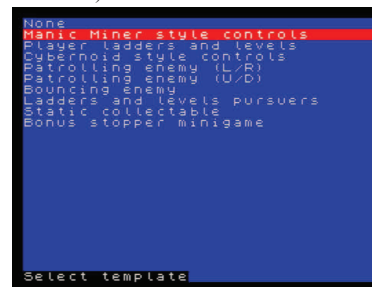 None
Manic Miner style controls
Player ladders and levels
Cybernoid style controls
Patrolling enemy (L/R)
Patrolling enemy (U/D)
Bouncing enemy
Ladders and levels pursuers
Static collectable
Bonus stopper minigame
Select template